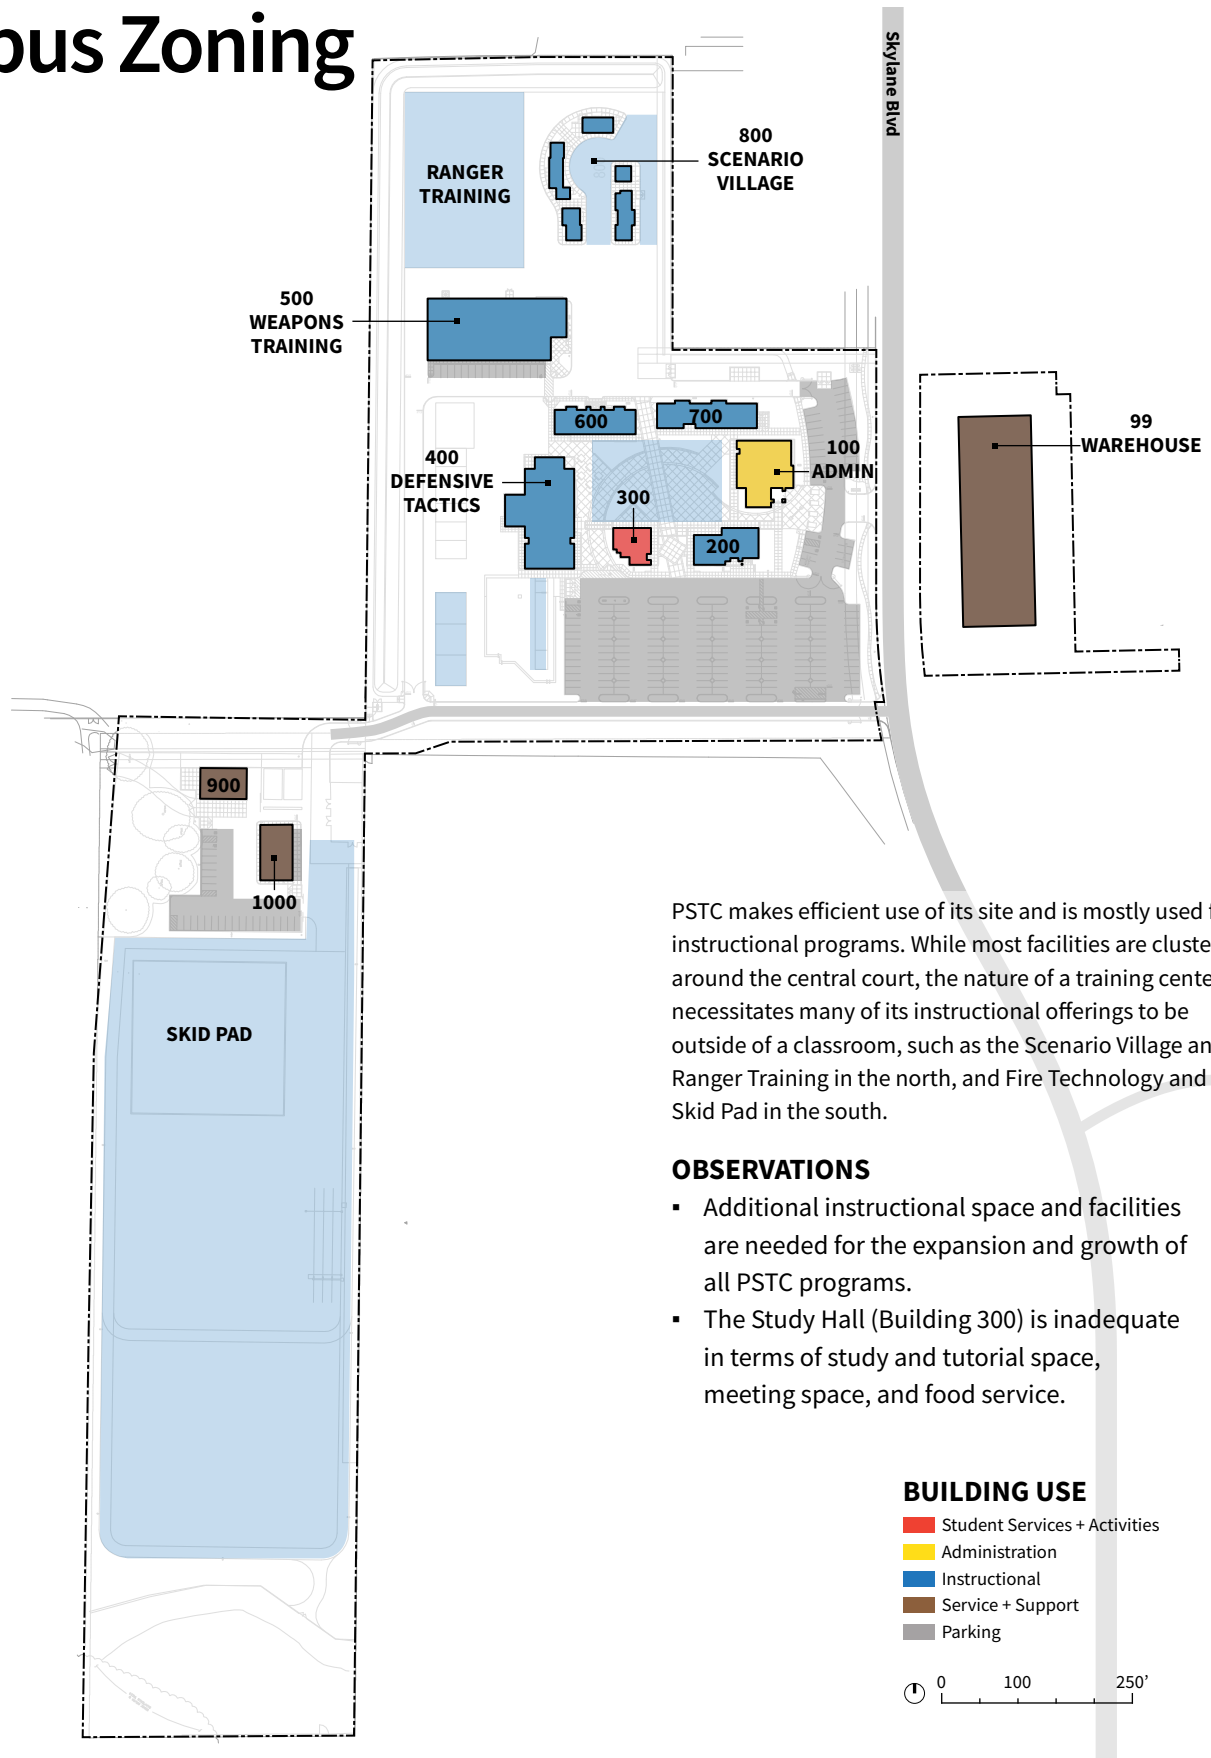 pus Zoning
Skylane Blvd
800
SCENARIO
VILLAGE
RANGER
TRAINING
500
WEAPONS
TRAINING
600
700
99
WAREHOUSE
100
ADMIN
400
DEFENSIVE
TACTICS
300
200
900
1000
SKID PAD
PSTC makes efficient use of its site and is mostly used f
instructional programs. While most facilities are cluste
around the central court, the nature of a training cente
necessitates many of its instructional offerings to be
outside of a classroom, such as the Scenario Village an
Ranger Training in the north, and Fire Technology and
Skid Pad in the south.
OBSERVATIONS
▪ Additional instructional space and facilities
are needed for the expansion and growth of
all PSTC programs.
▪ The Study Hall (Building 300) is inadequate
in terms of study and tutorial space,
meeting space, and food service.
BUILDING USE
Student Services + Activities
Administration
Instructional
Service + Support
Parking
0 100 250’